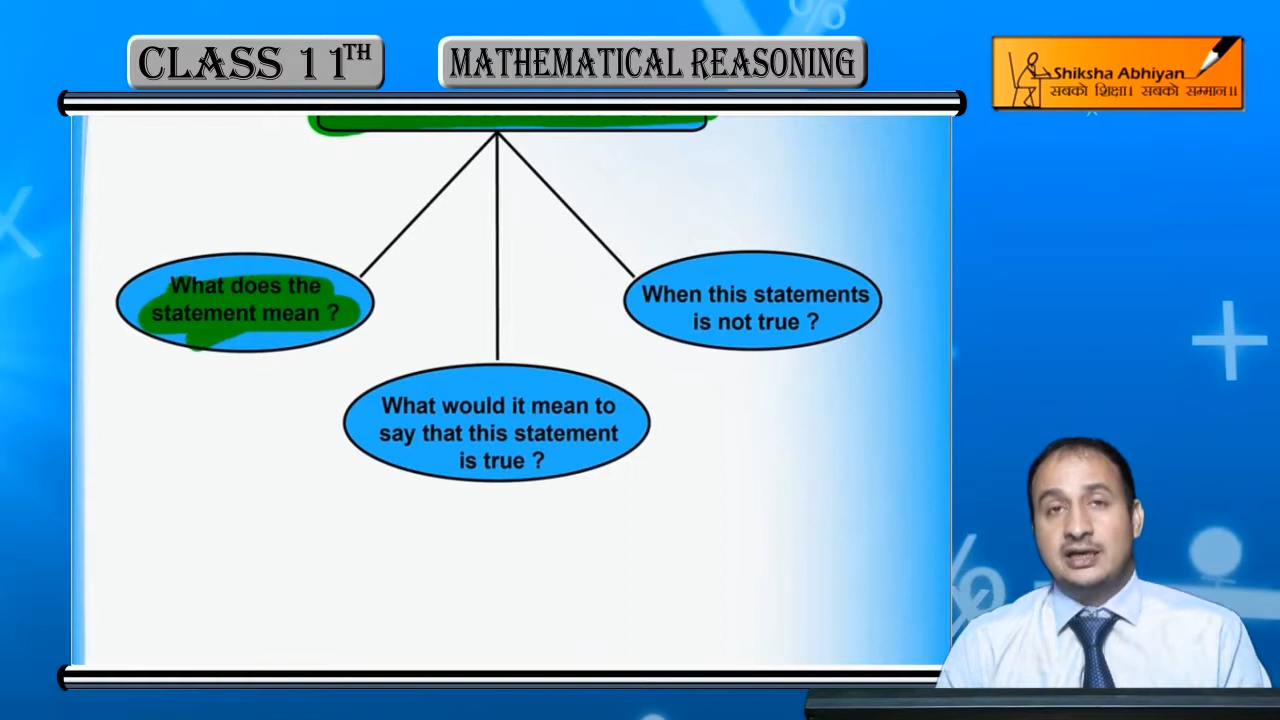 CLASS 11TH
MATHEMATICAL REASONING
Shiksha Abhiyan
सबको शिक्षा। सबको सम्मान॥
What does the
statement mean ?
When this statements
is not true ?
What would it mean to
say that this statement
is true ?